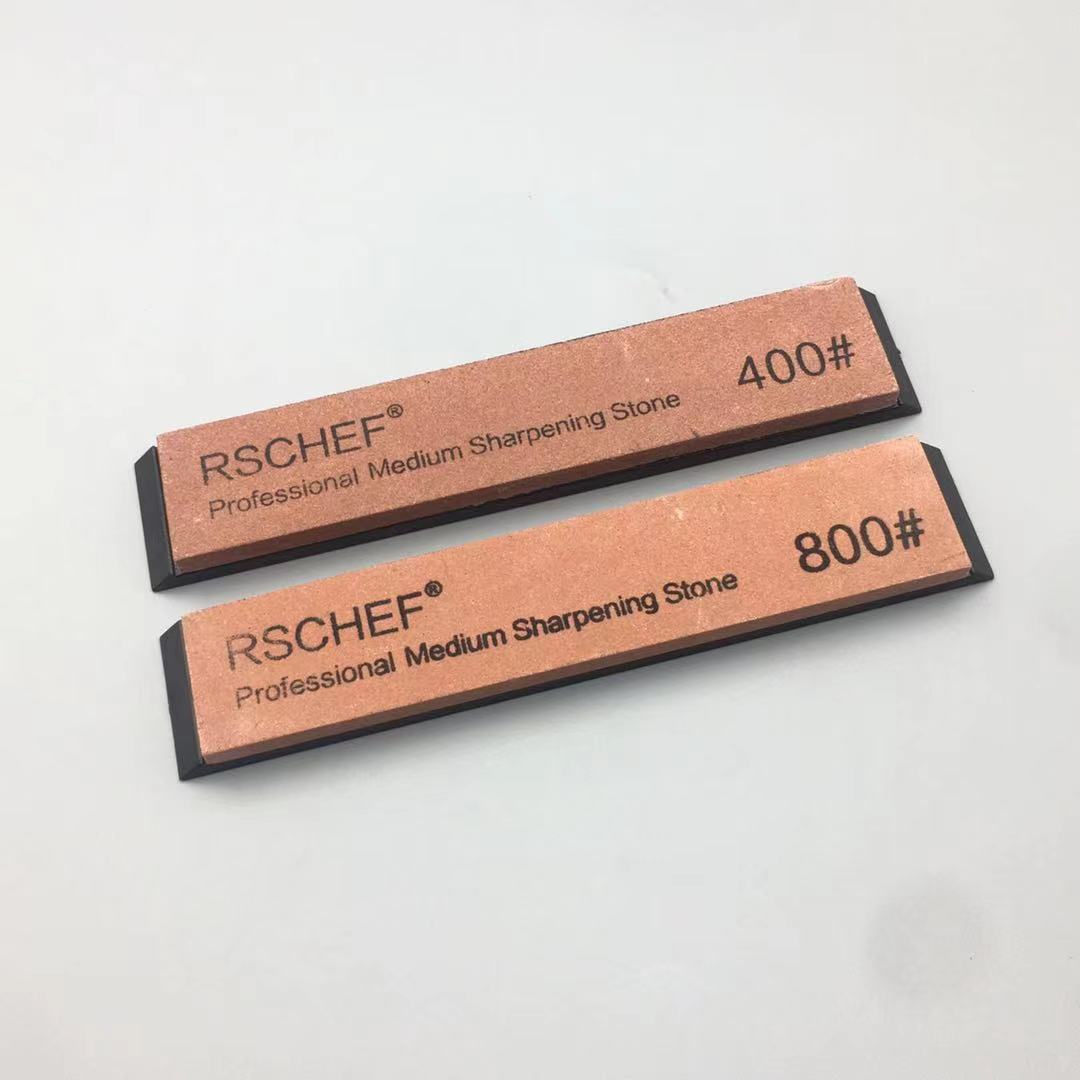 RSCHEF®
Professional Medium Sharpening Stone
400#
RSCHEF®
Professional Medium Sharpening Stone
800#